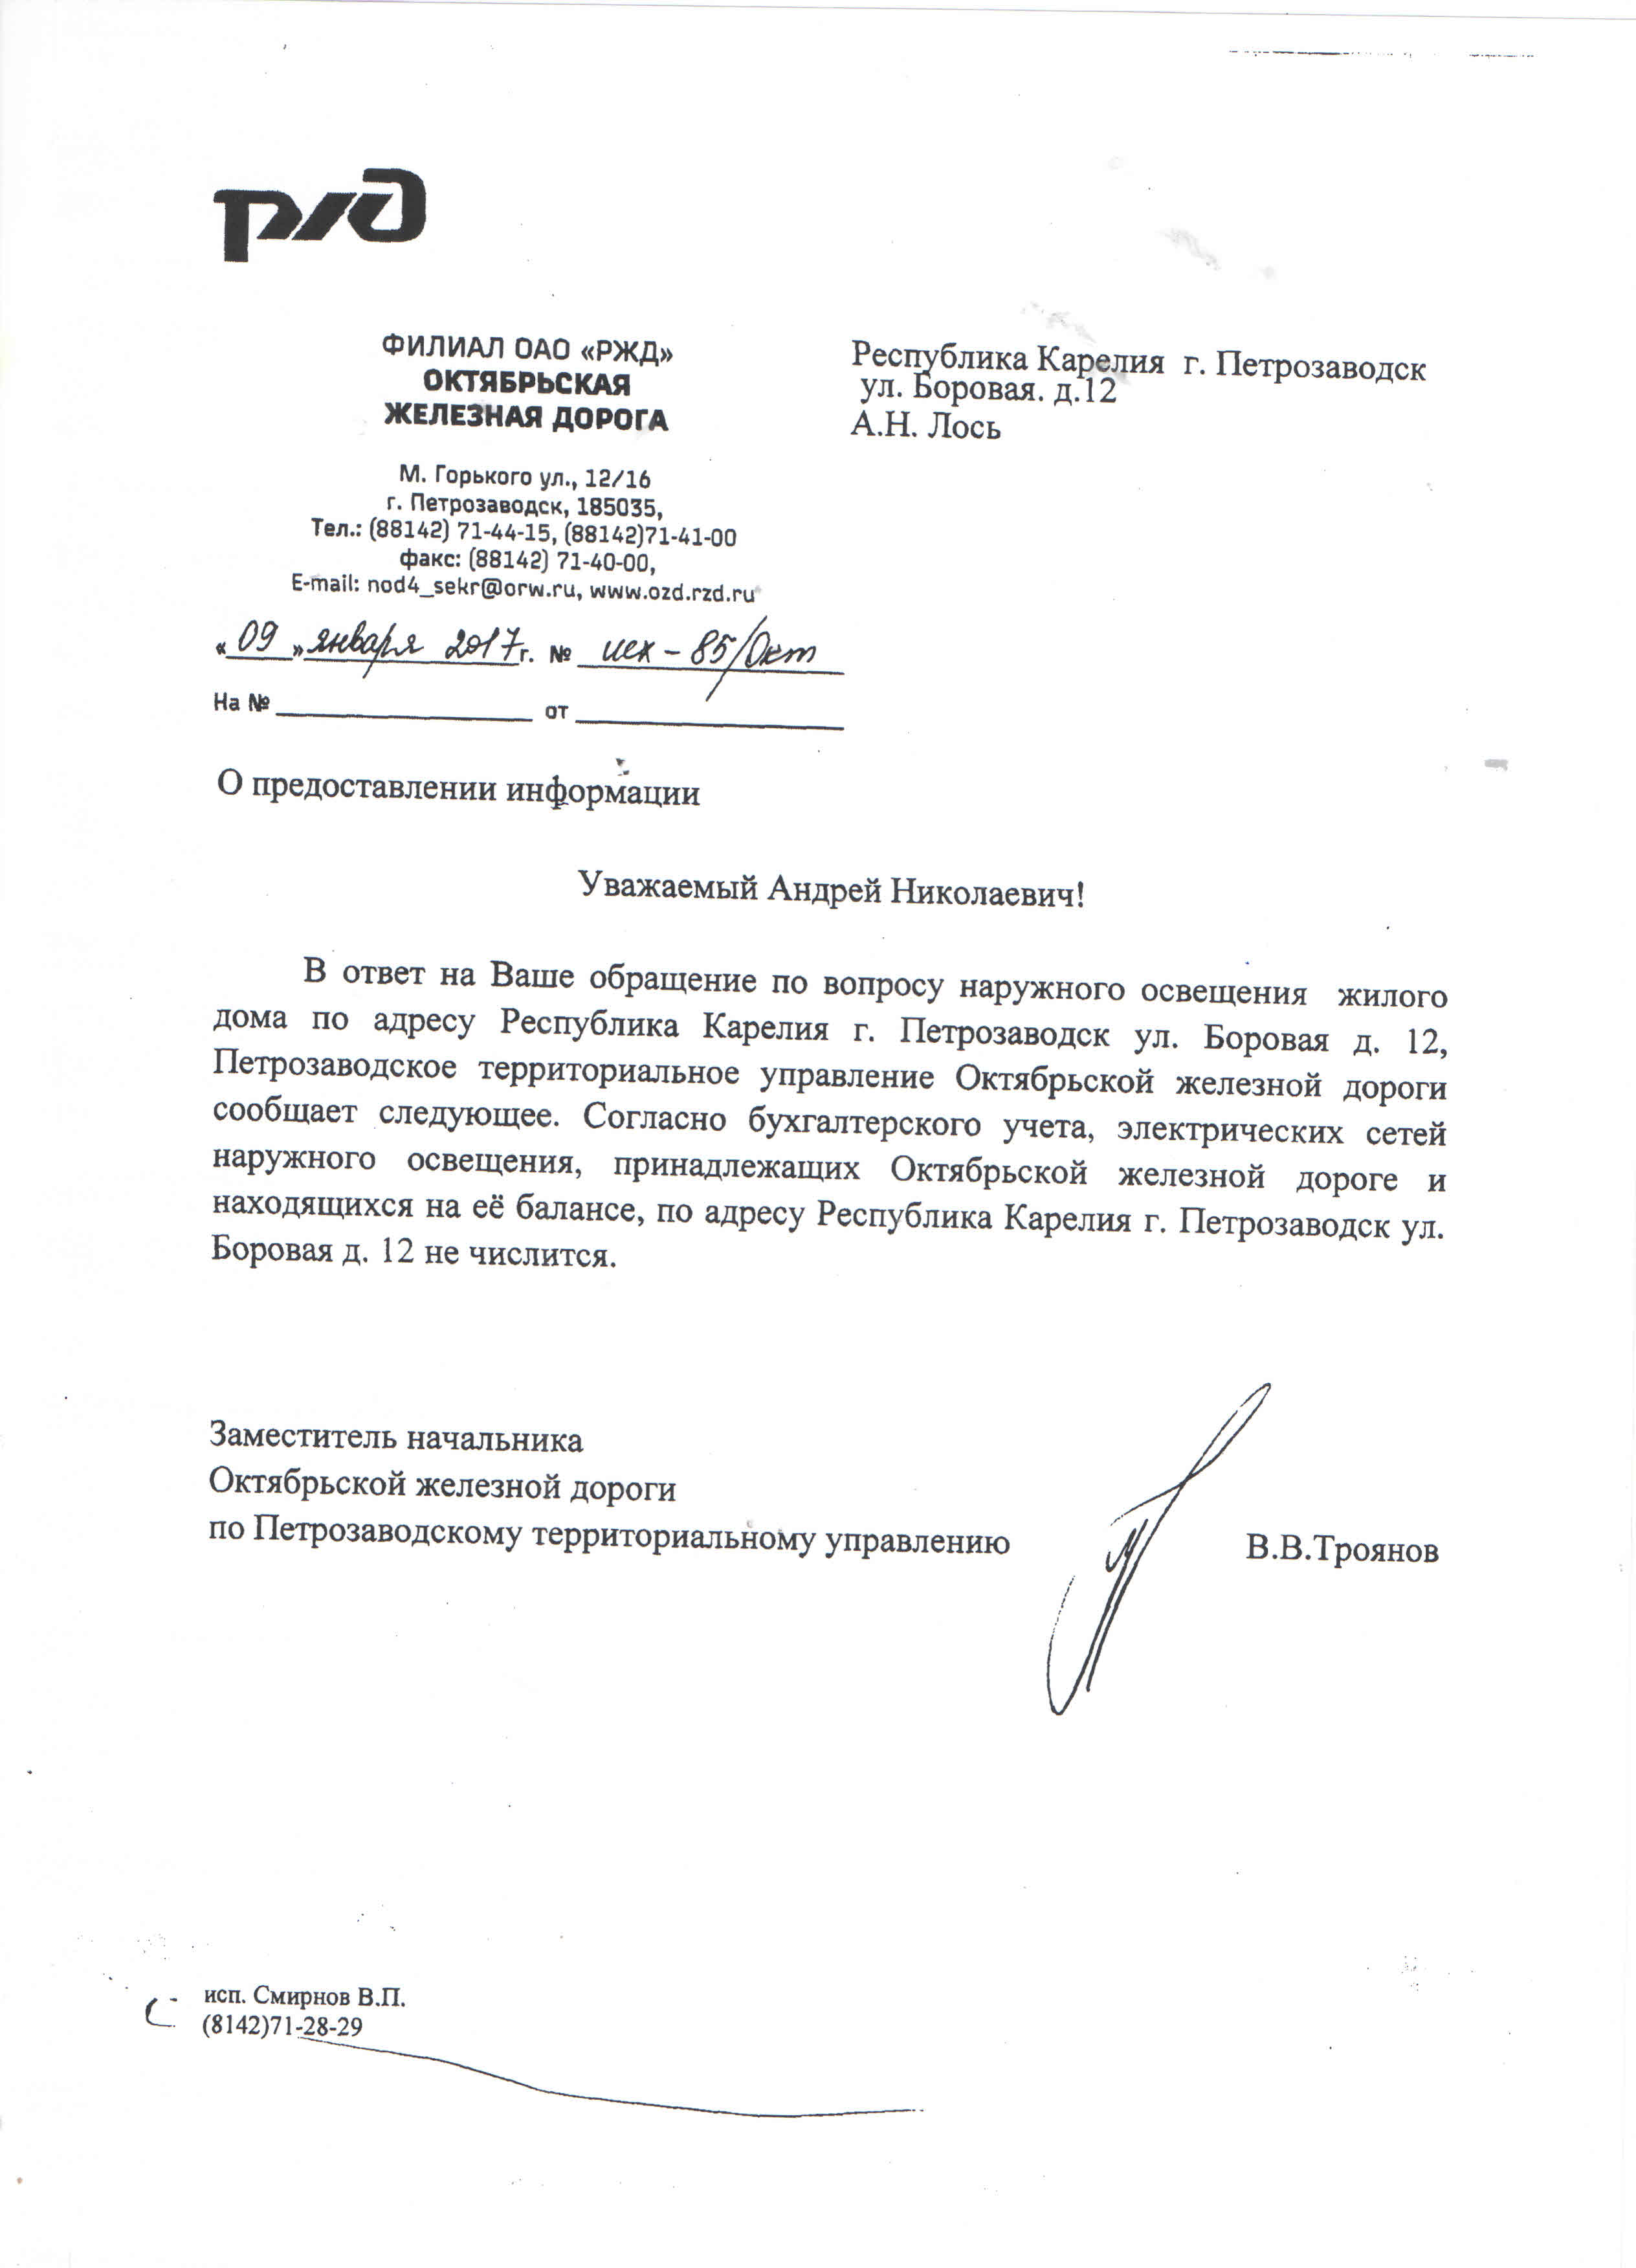 РЖД
ФИЛИАЛ ОАО «РЖД»
ОКТЯБРЬСКАЯ
ЖЕЛЕЗНАЯ ДОРОГА
М. Горького ул., 12/16
г. Петрозаводск, 185035,
Тел.: (88142) 71-44-15, (88142)71-41-00
факс: (88142) 71-40-00,
E-mail: nod4_sekr@orw.ru, www.ozd.rzd.ru
«09» января 2017г. № исх - 85/Окт
На № от
Республика Карелия г. Петрозаводск
ул. Боровая. д.12
А.Н. Лось
О предоставлении информации
Уважаемый Андрей Николаевич!
В ответ на Ваше обращение по вопросу наружного освещения жилого
дома по адресу Республика Карелия г. Петрозаводск ул. Боровая д. 12,
Петрозаводское территориальное управление Октябрьской железной дороги
сообщает следующее. Согласно бухгалтерского учета, электрических сетей
наружного освещения, принадлежащих Октябрьской железной дороге и
находящихся на её балансе, по адресу Республика Карелия г. Петрозаводск ул.
Боровая д. 12 не числится.
Заместитель начальника
Октябрьской железной дороги
по Петрозаводскому территориальному управлению В.В.Троянов
исп. Смирнов В.П.
(8142)71-28-29